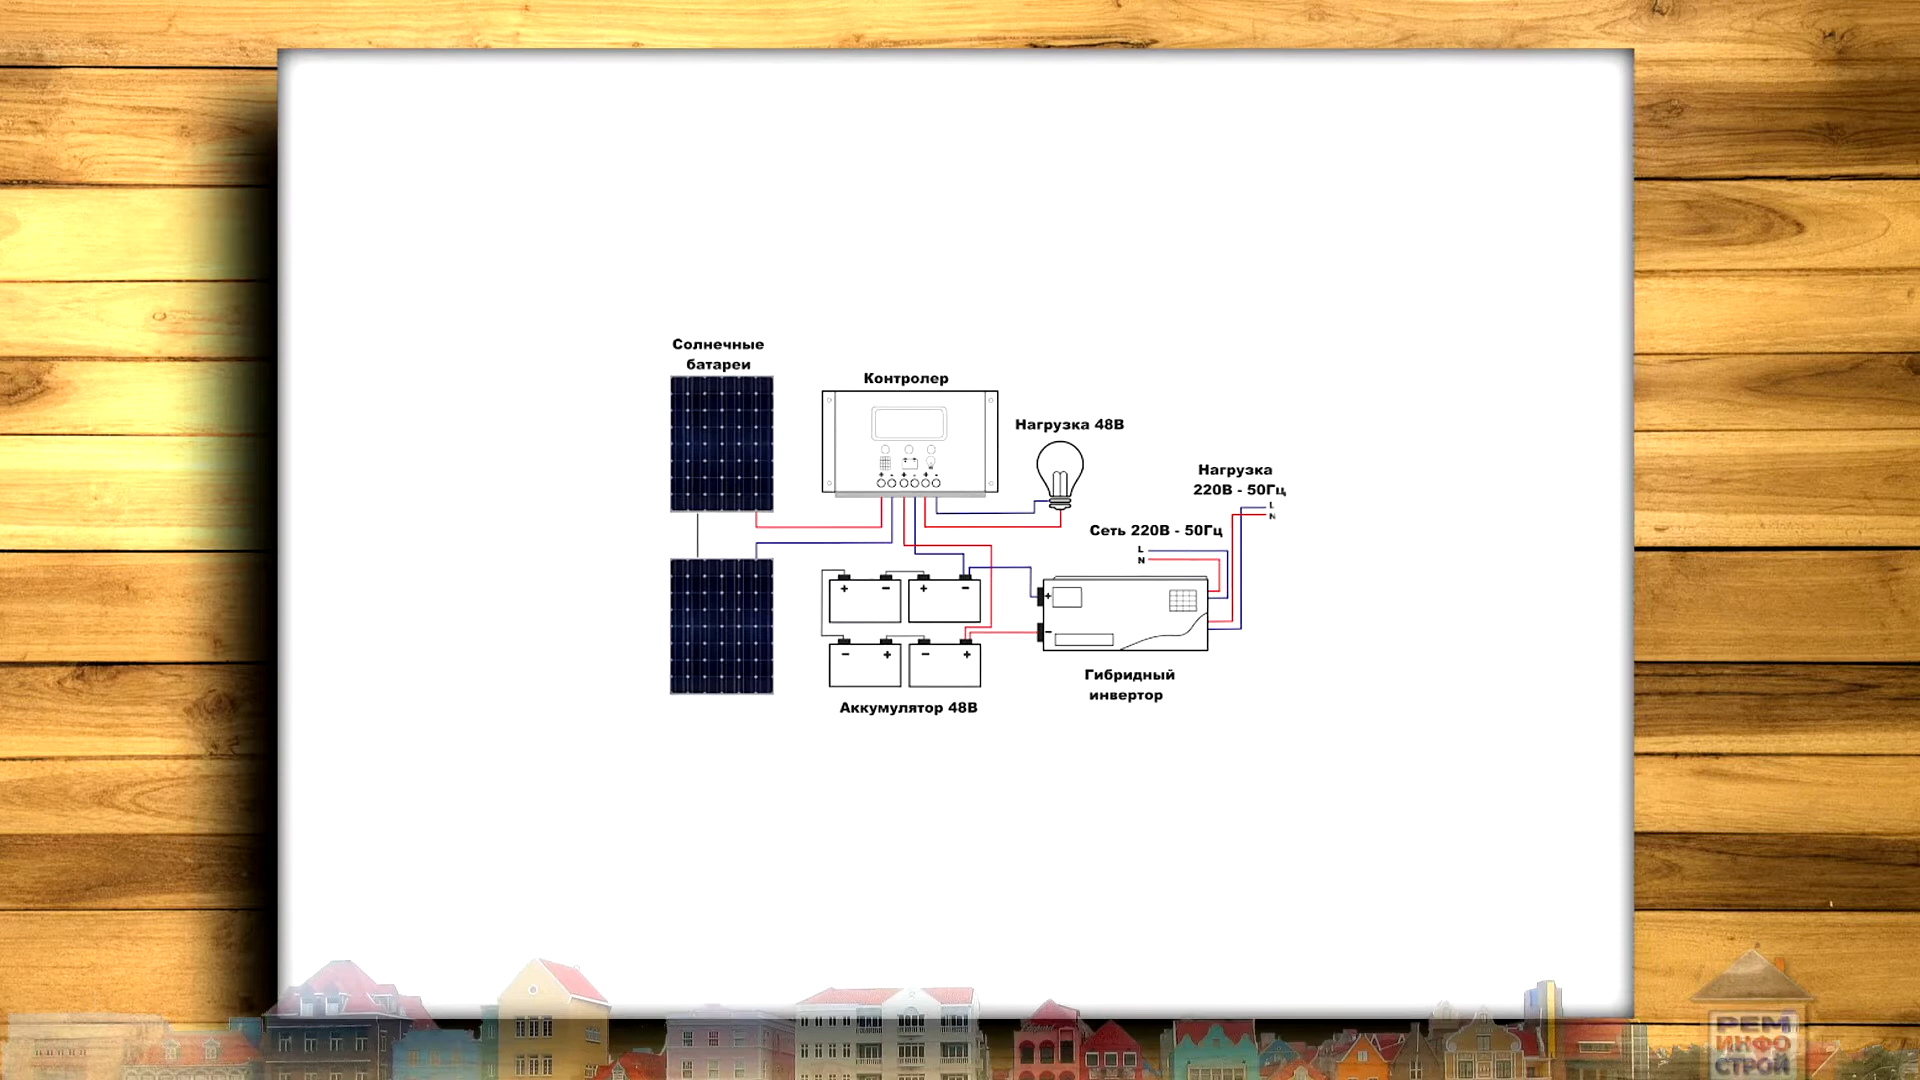 Солнечные
батареи
Контролер
+ - + - + -
Нагрузка 48В
Нагрузка
220В - 50Гц
L
N
Сеть 220В - 50Гц
L
N
+ - + -
- + - +
+
-
Гибридный
инвертор
Аккумулятор 48В
РЕМ
ИНФО
СТРОЙ